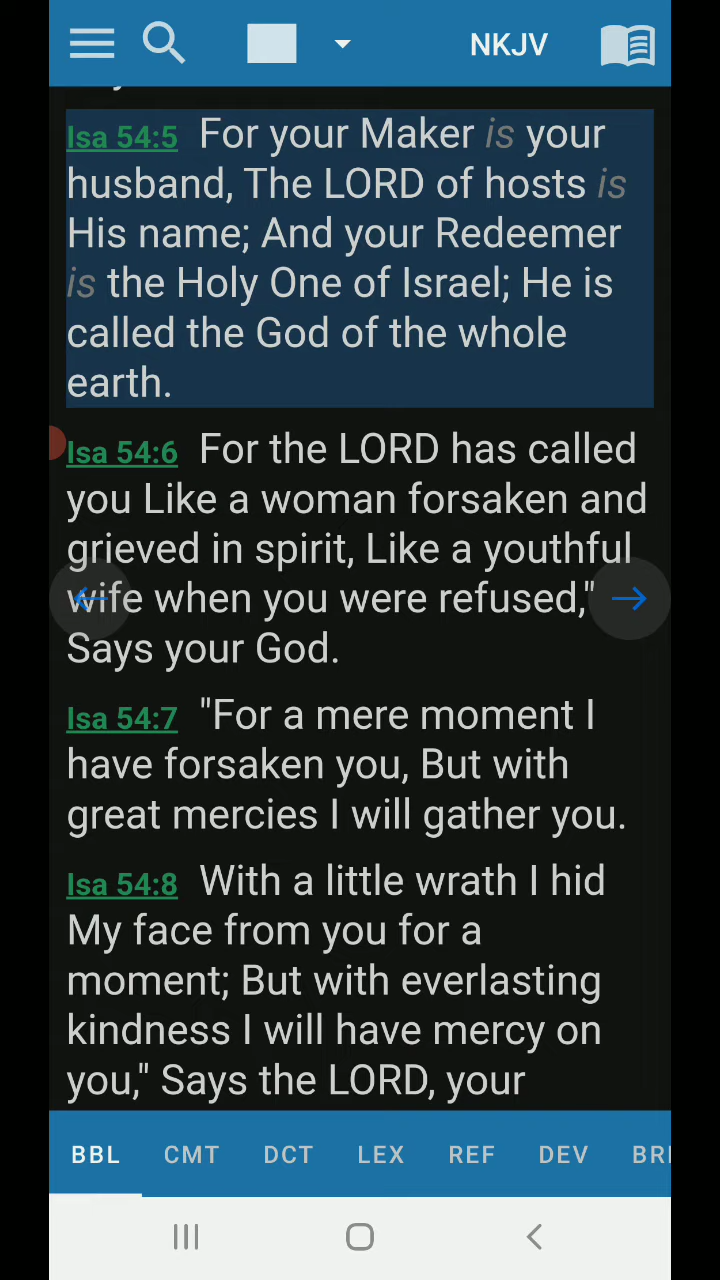 NKJV
Isa 54:5 For your Maker is your
husband, The LORD of hosts is
His name; And your Redeemer
is the Holy One of Israel; He is
called the God of the whole
earth.
Isa 54:6 For the LORD has called
you Like a woman forsaken and
grieved in spirit, Like a youthful
wife when you were refused,"
Says your God.
Isa 54:7 "For a mere moment I
have forsaken you, But with
great mercies I will gather you.
Isa 54:8 With a little wrath I hid
My face from you for a
moment; But with everlasting
kindness I will have mercy on
you," Says the LORD, your
BBL CMT DCT LEX REF DEV